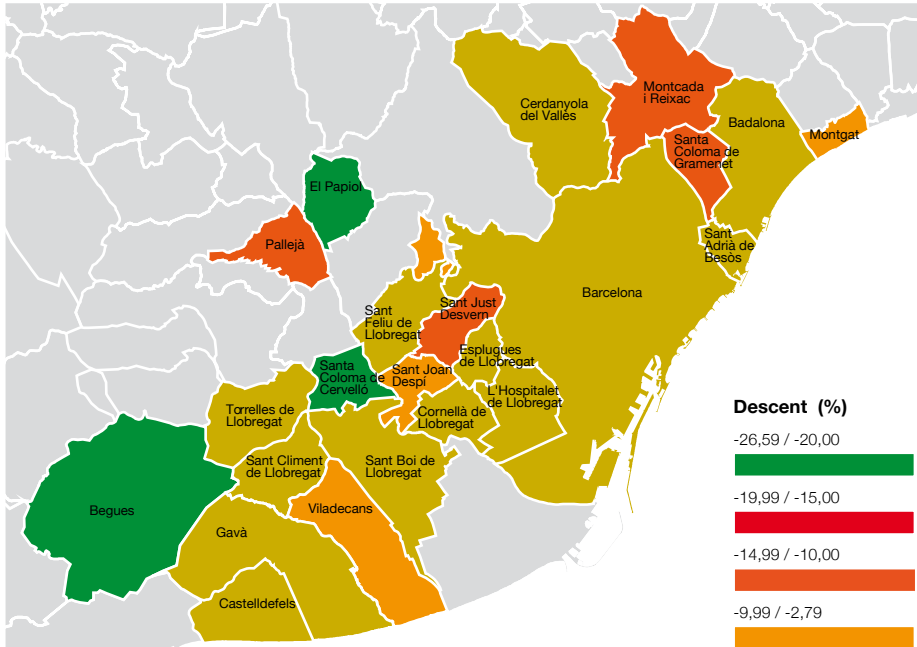 Cerdanyola
del Vallès
Montcada
i Reixac
Badalona
Montgat
Santa
Coloma de
Gramenet
El Papiol
Pallejà
Sant
Adrià de
Besòs
Barcelona
Sant
Feliu de
Llobregat
Sant Just
Desvern
Esplugues
de Llobregat
Santa
Coloma de
Cervelló
Sant Joan
Despí
L'Hospitalet
de Llobregat
Torrelles de
Llobregat
Cornellà de
Llobregat
Sant Climent
de Llobregat
Sant Boi de
Llobregat
Begues
Viladecans
Gavà
Castelldefels
Descent (%)
-26,59 / -20,00
-19,99 / -15,00
-14,99 / -10,00
-9,99 / -2,79